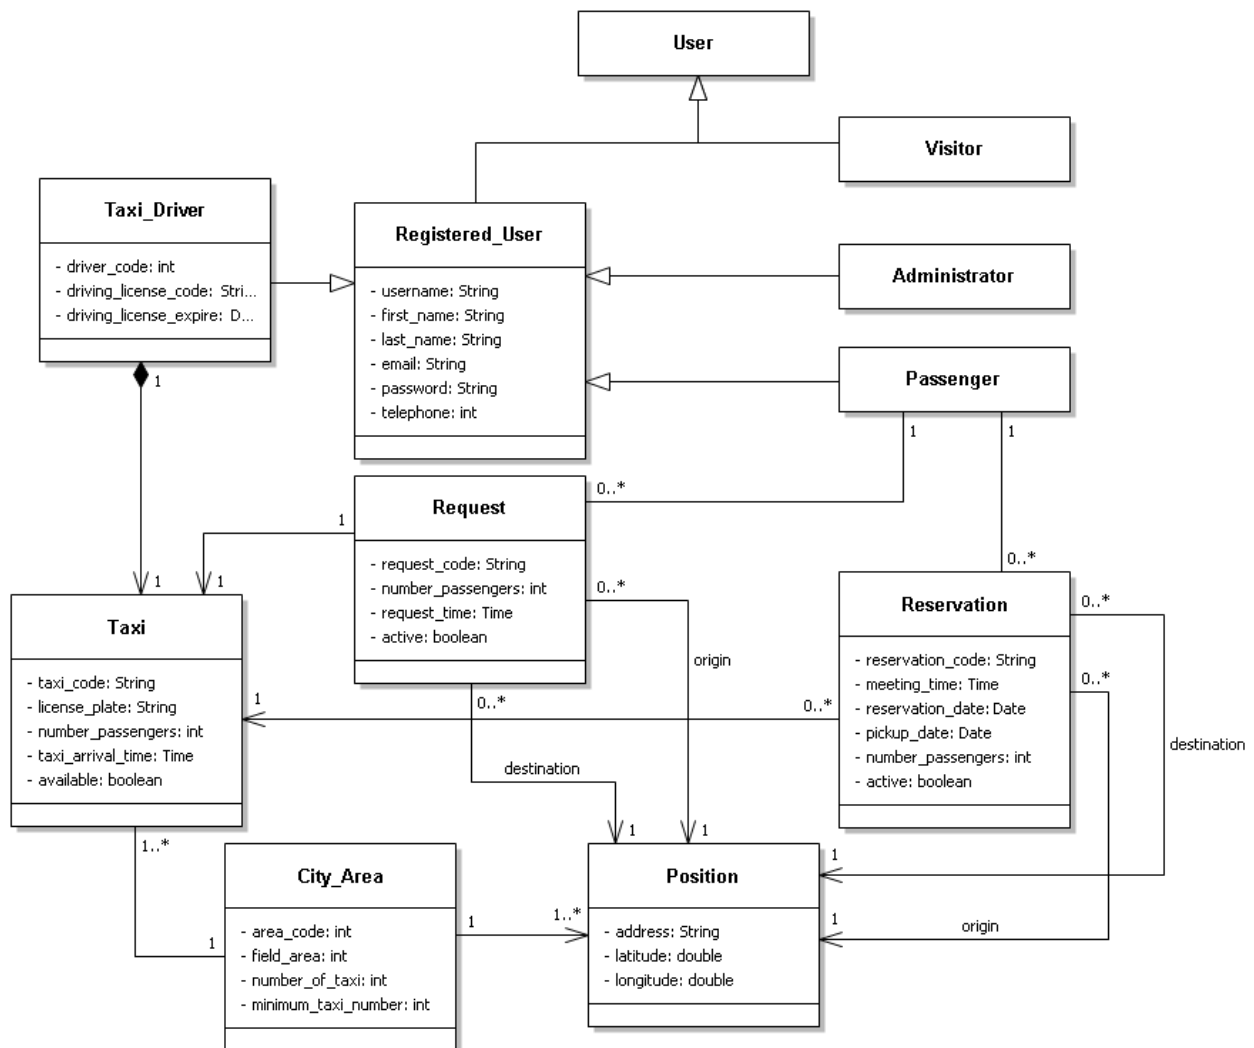 User
Visitor
Taxi_Driver
- driver_code: int
- driving_license_code: Stri...
- driving_license_expire: D...
1
1
Registered_User
- username: String
- first_name: String
- last_name: String
- email: String
- password: String
- telephone: int
Administrator
Passenger
1
1
0..*
0..*
Request
- request_code: String
- number_passengers: int
- request_time: Time
- active: boolean
1
1
0..*
origin
1
0..*
destination
1
Reservation
- reservation_code: String
- meeting_time: Time
- reservation_date: Date
- pickup_date: Date
- number_passengers: int
- active: boolean
0..*
destination
1
0..*
origin
1
0..*
1
Taxi
- taxi_code: String
- license_plate: String
- number_passengers: int
- taxi_arrival_time: Time
- available: boolean
1..*
1
City_Area
- area_code: int
- field_area: int
- number_of_taxi: int
- minimum_taxi_number: int
1
1..*
Position
- address: String
- latitude: double
- longitude: double